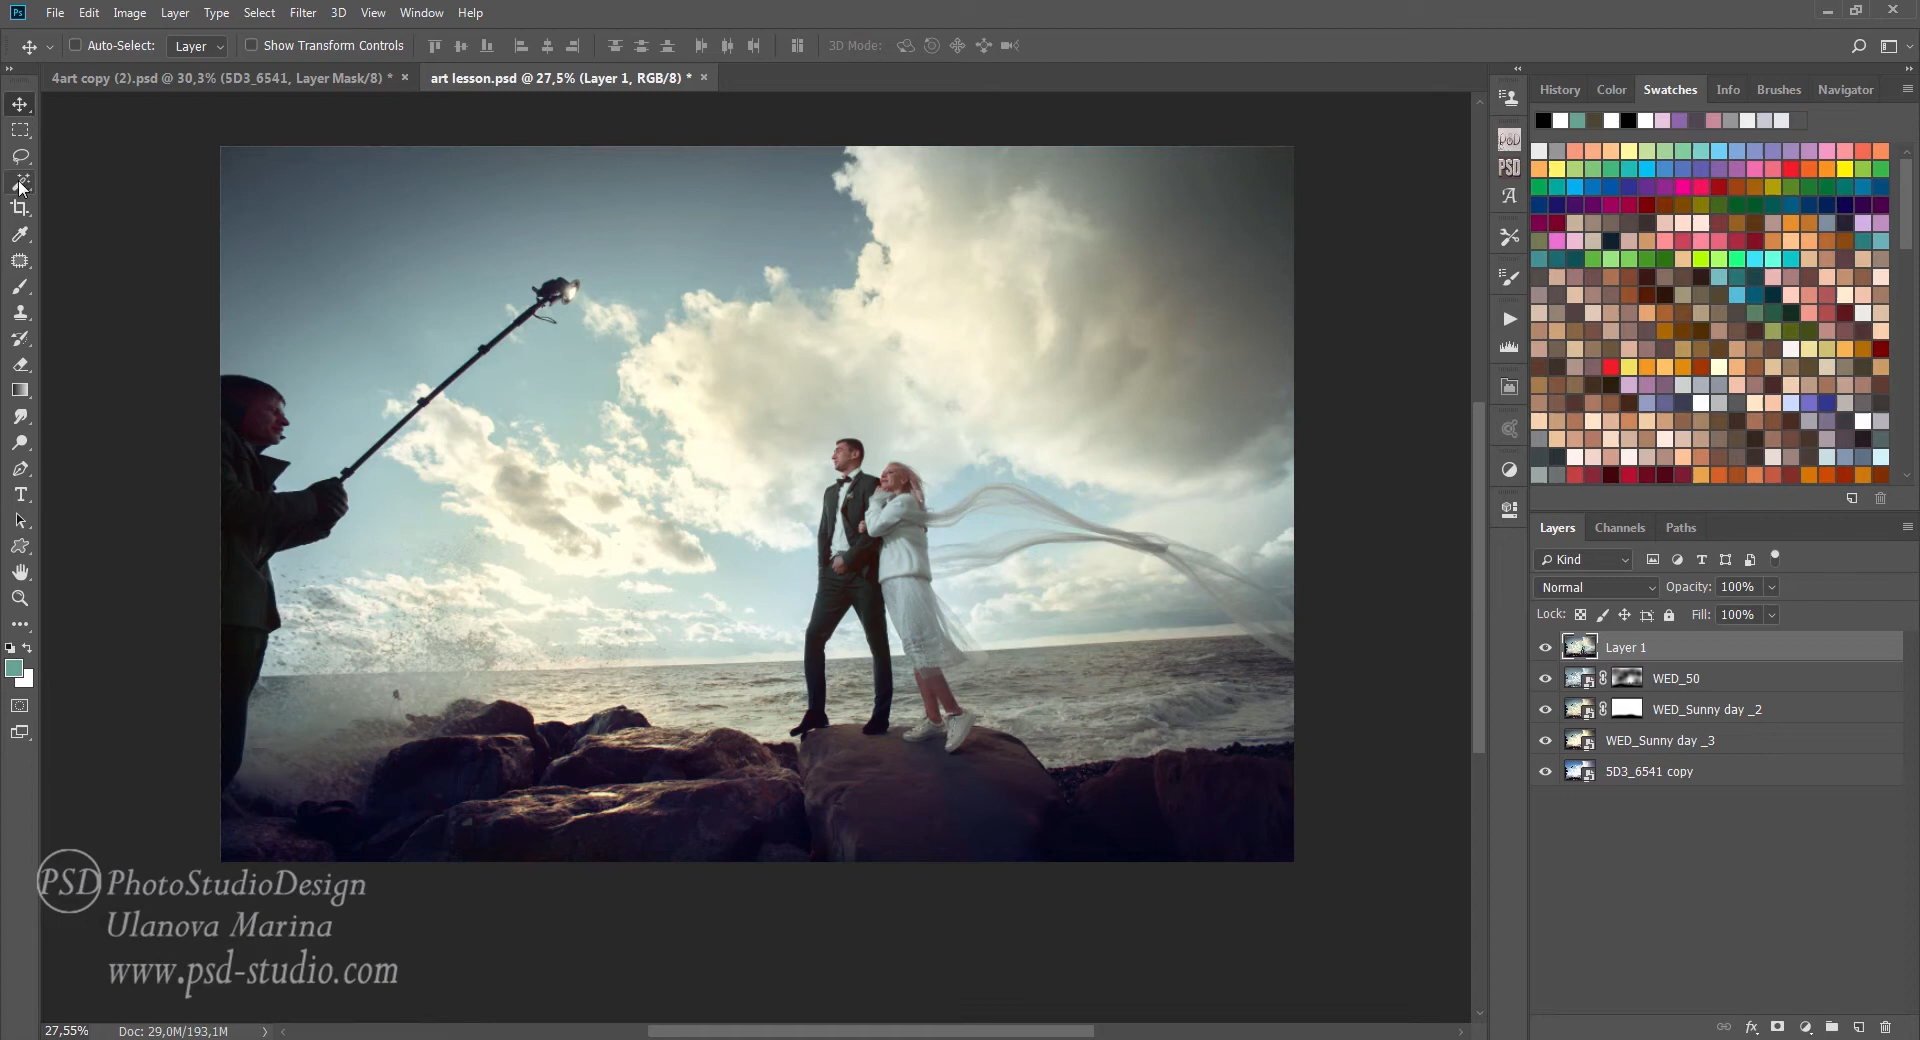 Ps File Edit Image Layer Type Select Filter 3D View Window Help
Auto-Select: Layer Show Transform Controls 3D Mode:
4art copy (2).psd @ 30,3% (5D3_6541, Layer Mask/8) * × art lesson.psd @ 27,5% (Layer 1, RGB/8) * ×
History Color Swatches Info Brushes Navigator
PSD
PSD
A
T
Layers Channels Paths
Kind
Normal Opacity: 100%
Lock: Fill: 100%
Layer 1
WED_50
WED_Sunny day _2
WED_Sunny day _3
5D3_6541 copy
PSD PhotoStudioDesign
Ulanova Marina
www.psd-studio.com
27,55% Doc: 29,0M/193,1M
fx